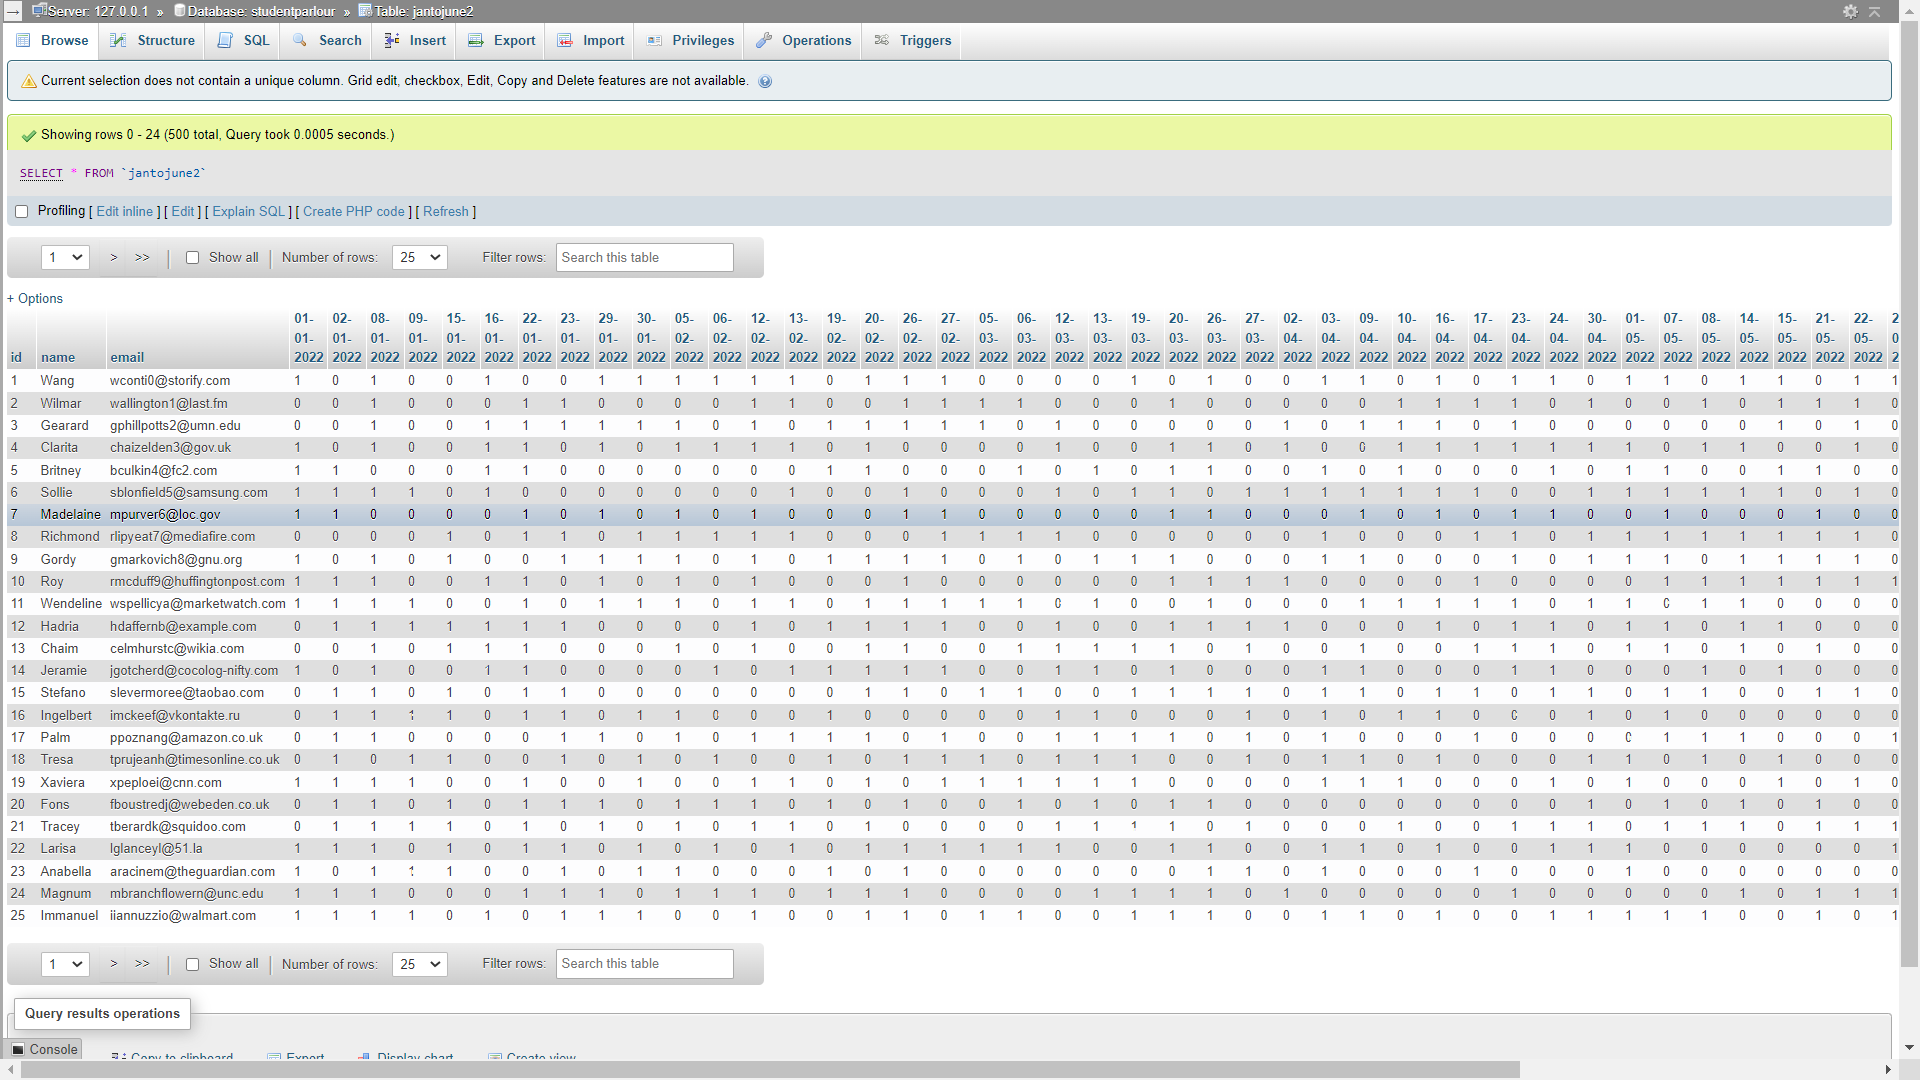 Server: 127.0.0.1 » Database: studentparlour » Table: jantojune2
Browse Structure SQL Search Insert Export Import Privileges Operations Triggers
Current selection does not contain a unique column. Grid edit, checkbox, Edit, Copy and Delete features are not available.
Showing rows 0 - 24 (500 total, Query took 0.0005 seconds.)
SELECT * FROM `jantojune2`
Profiling [ Edit inline ] [ Edit ] [ Explain SQL ] [ Create PHP code ] [ Refresh ]
1 > >> Show all Number of rows: 25 Filter rows: Search this table
+ Options
01- 02- 08- 09- 15- 16- 22- 23- 29- 30- 05- 06- 12- 13- 19- 20- 26- 27- 05- 06- 12- 13- 19- 20- 26- 27- 02- 03- 09- 10- 16- 17- 23- 24- 30- 01- 07- 08- 14- 15- 21- 22- 2
01- 01- 01- 01- 01- 01- 01- 01- 01- 01- 02- 02- 02- 02- 02- 02- 02- 02- 03- 03- 03- 03- 03- 03- 03- 03- 04- 04- 04- 04- 04- 04- 04- 04- 04- 05- 05- 05- 05- 05- 05- 05- 0
id name email 2022 2022 2022 2022 2022 2022 2022 2022 2022 2022 2022 2022 2022 2022 2022 2022 2022 2022 2022 2022 2022 2022 2022 2022 2022 2022 2022 2022 2022 2022 2022 2022 2022 2022 2022 2022 2022 2022 2022 2022 2022 2022 2
1 Wang wconti0@storify.com 1 0 1 0 0 1 0 0 1 1 1 1 1 1 0 1 1 1 0 0 0 0 1 0 1 0 0 1 1 0 1 0 1 1 0 1 1 0 1 1 0 1 1
2 Wilmar wallington1@last.fm 0 0 1 0 0 0 1 1 0 0 0 0 1 1 0 0 1 1 1 1 0 0 0 1 0 0 0 0 0 1 1 1 1 0 1 0 0 1 0 1 1 1 0
3 Gearard gphillpotts2@umn.edu 0 0 1 0 0 1 1 1 1 1 1 0 1 0 1 1 1 1 1 0 1 0 0 0 0 0 1 0 1 1 1 0 1 0 0 0 0 0 0 1 0 1 0
4 Clarita chaizelden3@gov.uk 1 0 1 0 1 1 1 0 1 0 1 1 1 1 0 1 0 0 0 0 1 0 0 1 1 0 1 0 0 1 1 1 1 1 1 1 0 1 1 0 0 0 0
5 Britney bculkin4@fc2.com 1 1 0 0 0 1 1 0 0 0 0 0 0 0 1 1 0 0 0 1 0 1 0 1 1 0 0 1 0 1 0 0 0 1 0 1 1 0 0 1 1 0 0
6 Sollie sblonfield5@samsung.com 1 1 1 1 0 1 0 0 0 0 0 0 0 1 0 0 1 0 0 0 1 0 1 1 0 1 1 1 1 1 1 1 0 0 1 1 1 1 1 1 0 1 0
7 Madelaine mpurver6@loc.gov 1 1 0 0 0 0 1 0 1 0 1 0 1 0 0 0 1 1 0 0 0 0 0 1 1 0 0 0 1 0 1 0 1 1 0 0 1 0 0 0 1 0 0
8 Richmond rlipyeat7@mediafire.com 0 0 0 0 1 0 1 1 0 1 1 1 1 1 0 0 0 1 1 1 1 0 0 0 0 0 0 1 0 0 0 1 1 0 1 1 1 1 1 1 1 1 0
9 Gordy gmarkovich8@gnu.org 1 0 1 0 1 0 0 1 1 1 0 1 1 0 1 1 1 1 0 1 0 1 1 1 0 0 0 1 1 0 0 0 1 0 1 1 1 0 1 1 1 1 0
10 Roy rmcduff9@huffingtonpost.com 1 1 1 0 0 1 1 0 1 0 1 0 1 0 0 0 1 0 0 0 0 0 0 1 1 1 1 0 0 0 0 1 0 0 0 0 1 1 1 1 1 1 1
11 Wendeline wspellicya@marketwatch.com 1 1 1 1 0 0 1 0 1 1 1 0 1 1 0 1 1 1 1 1 0 1 0 0 1 0 0 0 1 1 1 1 1 0 1 1 0 1 1 0 0 0 0
12 Hadria hdaffernb@example.com 0 1 1 1 1 1 1 1 0 0 0 0 1 0 1 1 1 0 0 1 1 0 0 1 1 1 1 0 0 0 1 0 1 1 0 1 1 0 1 1 0 0 0
13 Chaim celmhurstc@wikia.com 0 0 1 0 1 1 1 0 0 0 1 0 0 0 1 0 0 0 0 1 1 1 1 1 0 1 0 0 0 0 0 1 1 1 0 0 1 0 0 1 1 1 0
14 Jeramie jgotcherd@cocolog-nifty.com 1 0 1 0 0 1 1 0 0 0 0 1 0 1 1 1 1 1 0 0 1 1 0 1 1 0 0 1 1 0 0 0 1 1 0 0 0 1 0 1 0 0 0
15 Stefano slevermoree@taobao.com 0 1 1 0 1 0 1 1 0 0 0 0 0 0 0 1 1 0 1 1 0 0 1 1 1 1 0 1 1 0 1 1 0 1 1 0 1 1 0 0 1 1 0
16 Ingelbert imckeef@vkontakte.ru 0 1 1 1 1 0 1 1 0 1 1 0 0 0 1 0 0 0 0 0 1 1 0 0 0 1 0 1 0 1 1 0 0 0 1 0 1 0 0 0 0 0 0
17 Palm ppoznang@amazon.co.uk 0 1 1 0 0 0 0 1 1 0 1 0 1 1 1 1 0 1 0 0 1 1 1 1 0 1 0 1 0 0 0 1 0 0 0 0 1 1 1 0 0 0 1
18 Tresa tprujeanh@timesonline.co.uk 0 1 0 1 1 0 0 1 0 1 0 1 0 0 1 1 0 1 0 0 0 1 1 0 0 1 0 1 0 1 0 0 0 1 0 1 0 0 0 1 0 0 0
19 Xaviera xpeploei@cnn.com 1 1 1 1 0 0 1 0 0 1 0 0 1 1 0 1 0 1 1 1 1 1 1 0 0 0 0 1 1 1 0 0 0 1 0 1 0 0 1 1 0 1 0
20 Fons fboustredj@webeden.co.uk 0 1 1 0 1 0 1 1 1 0 1 1 1 0 1 0 1 0 0 1 0 1 0 1 1 0 0 0 0 0 0 0 0 0 1 0 1 0 1 0 1 0 0
21 Tracey tberardk@squidoo.com 0 1 1 1 1 0 1 0 1 0 1 0 1 1 0 1 0 0 0 0 1 1 1 1 0 1 0 0 0 1 0 0 1 1 1 0 1 1 1 0 1 1 1
22 Larisa lglanceyl@51.la 1 1 1 0 1 0 1 1 0 1 0 1 0 1 0 1 1 1 1 1 1 0 0 1 1 0 0 0 1 1 1 0 0 1 1 1 0 0 0 0 0 0 1
23 Anabella aracinem@theguardian.com 1 0 1 1 1 0 0 1 0 1 1 0 0 0 1 0 1 0 0 0 0 0 0 0 1 1 0 1 0 0 0 1 0 0 0 1 0 0 0 0 0 0 0
24 Magnum mbranchflowern@unc.edu 1 1 1 0 0 0 1 1 1 0 1 1 1 0 1 1 1 0 0 0 0 1 1 1 1 0 1 0 0 0 0 0 1 0 0 0 0 0 1 0 1 1 1
25 Immanuel iiannuzzio@walmart.com 1 1 1 1 0 1 0 1 1 1 0 0 1 0 0 1 1 0 1 1 0 0 1 1 1 0 0 1 1 0 1 0 0 1 1 1 1 1 0 0 1 0 1
1 > >> Show all Number of rows: 25 Filter rows: Search this table
Query results operations
Console Copy to clipboard Export Display chart Create view